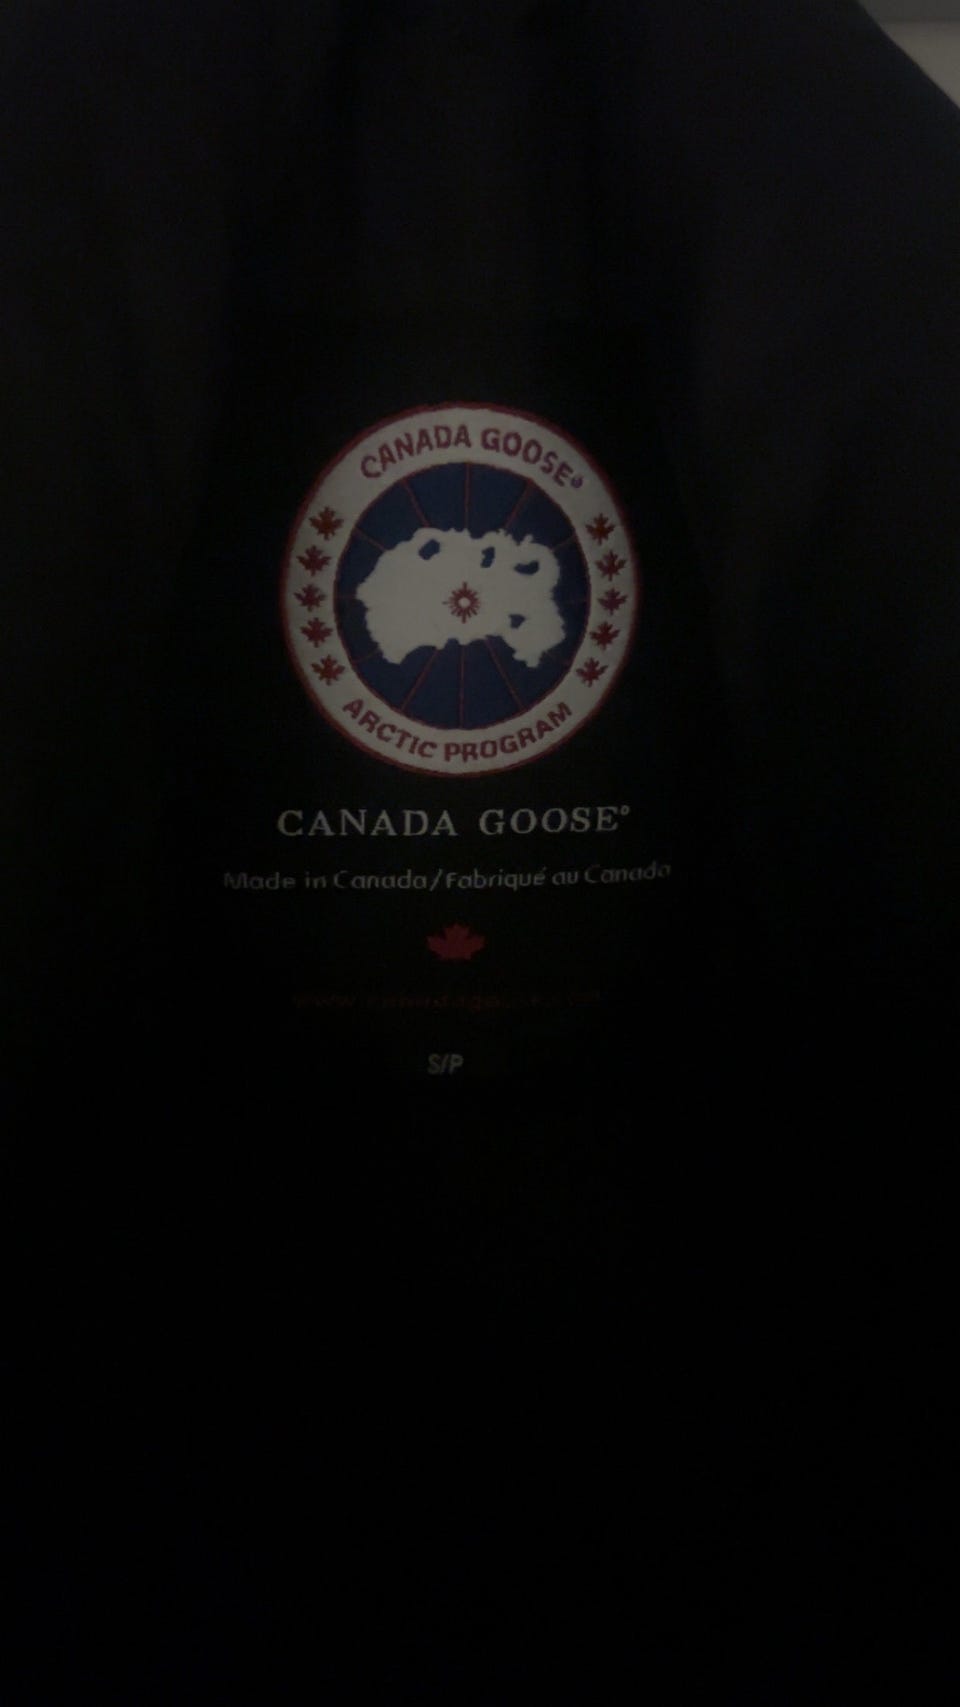 CANADA GOOSE®
ARCTIC PROGRAM
CANADA GOOSE®
Made in Canada/Fabriqué au Canada
S/P